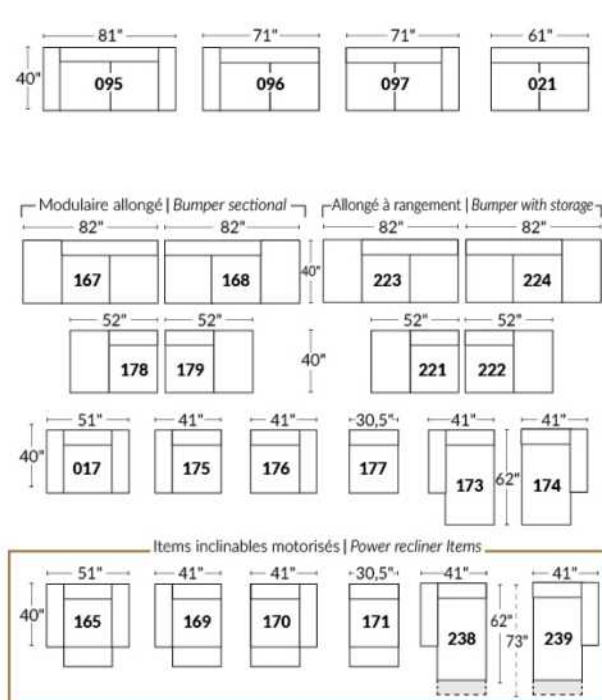 81" 71" 71" 61"
40" 095 096 097 021
Modulaire allongé | Bumper sectional Allongé à rangement | Bumper with storage
82" 82" 82" 82"
167 168 40" 223 224
52" 52" 52" 52"
178 179 40" 221 222
51" 41" 41" 30,5" 41" 41"
40" 017 175 176 177 173 62" 174
Items inclinables motorisés | Power recliner Items
51" 41" 41" 30,5" 41" 41"
40" 165 169 170 171 238 62" 73" 239